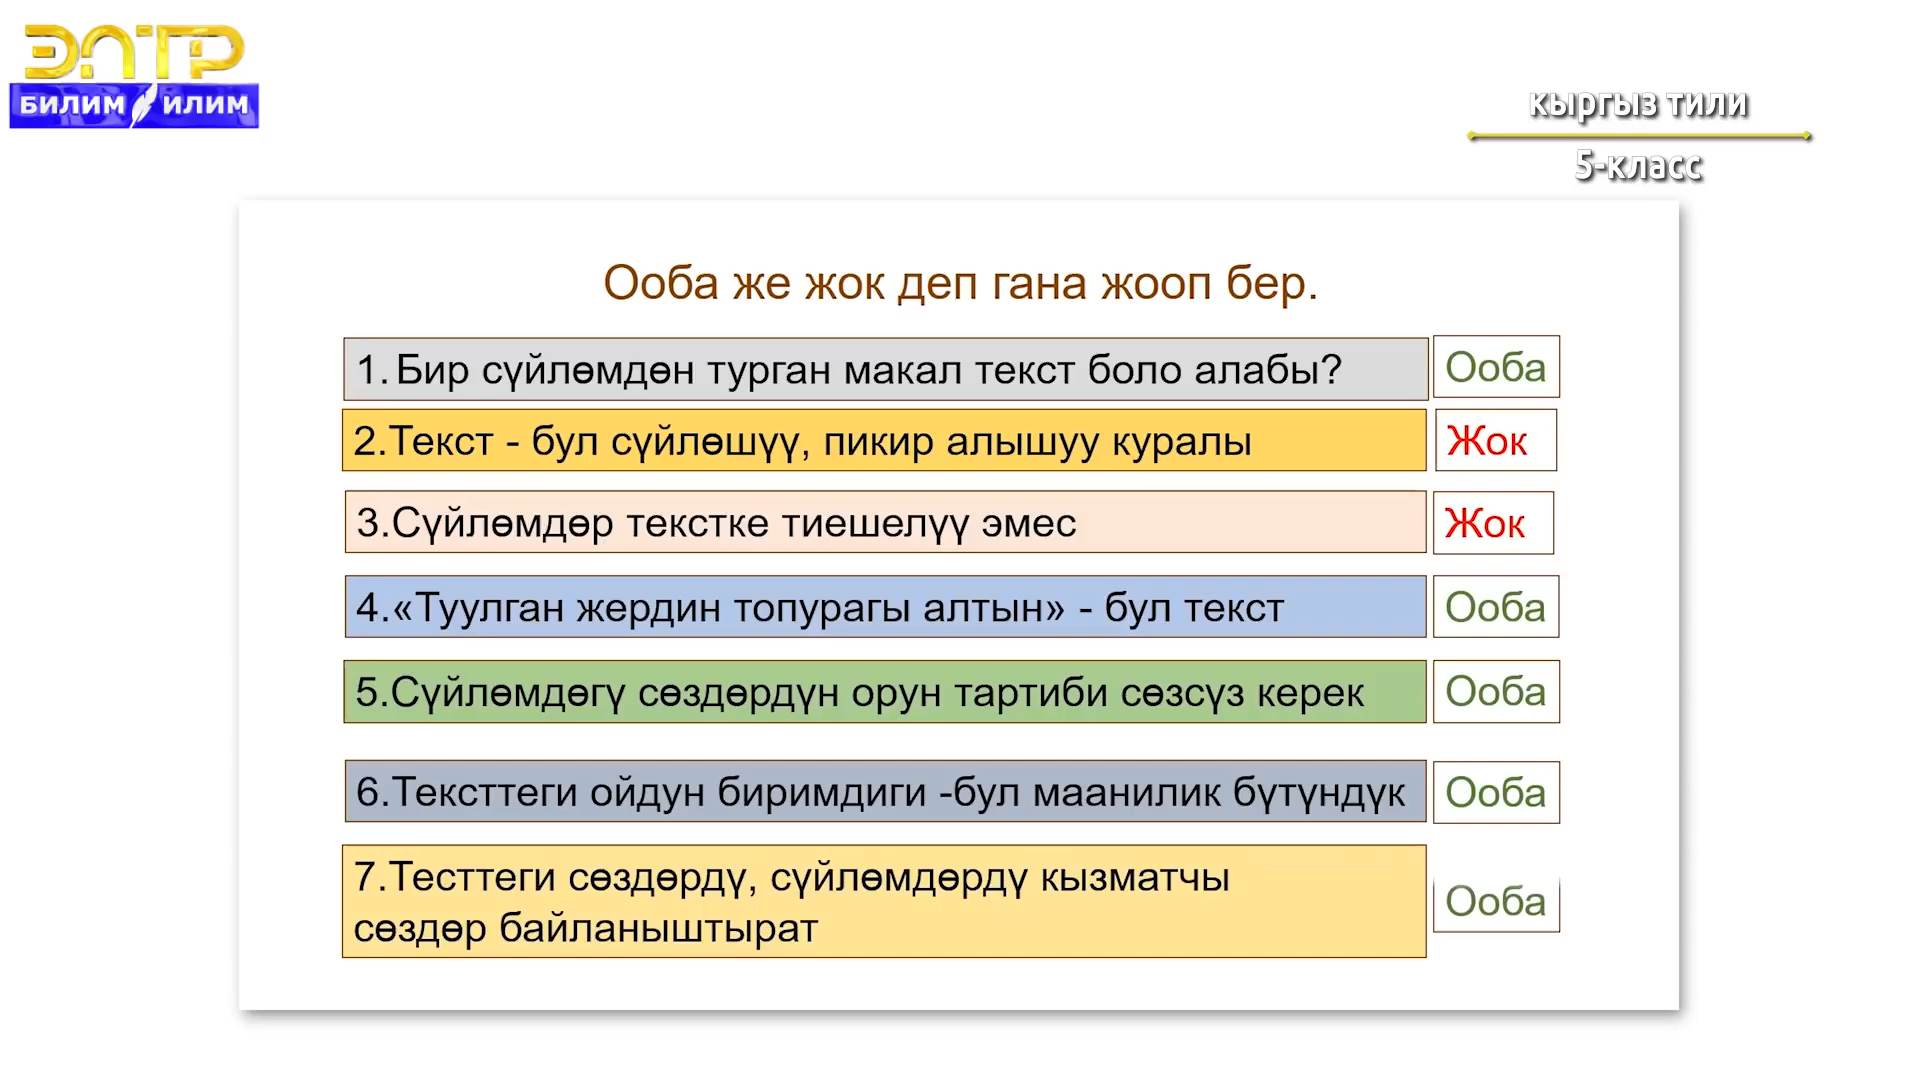 ЭЛТР
БИЛИМ ИЛИМ
кыргыз тили
5-класс
Ооба же жок деп гана жооп бер.
1. Бир сүйлөмдөн турган макал текст боло алабы?
Ооба
2.Текст - бул сүйлөшүү, пикир алышуу куралы
Жок
3.Сүйлөмдөр текстке тиешелүү эмес
Жок
4.«Туулган жердин топурагы алтын» - бул текст
Ооба
5.Сүйлөмдөгү сөздөрдүн орун тартиби сөзсүз керек
Ооба
6.Тексттеги ойдун биримдиги -бул маанилик бүтүндүк
Ооба
7.Тесттеги сөздөрдү, сүйлөмдөрдү кызматчы
сөздөр байланыштырат
Ооба